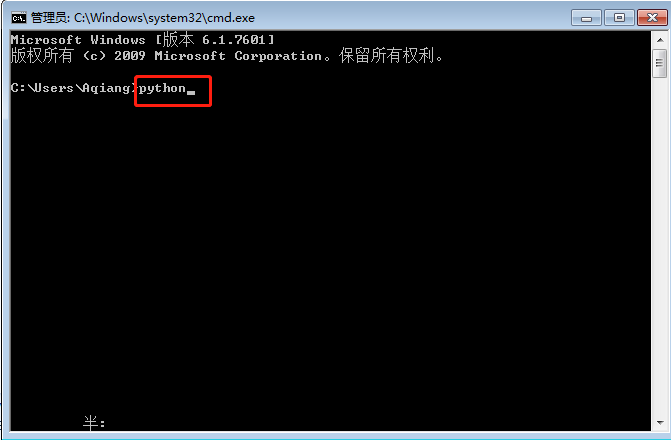 管理员: C:\Windows\system32\cmd.exe
Microsoft Windows [版本 6.1.7601]
版权所有 (c) 2009 Microsoft Corporation。保留所有权利。
C:\Users\Aqiang>python_
半: